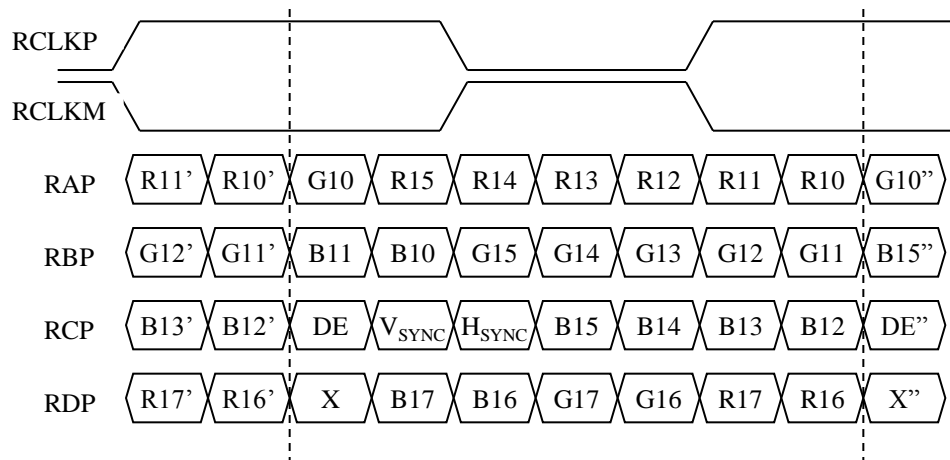 RCLKP
RCLKM
RAP R11’ R10’ G10 R15 R14 R13 R12 R11 R10 G10”
RBP G12’ G11’ B11 B10 G15 G14 G13 G12 G11 B15”
RCP B13’ B12’ DE VSYNC HSYNC B15 B14 B13 B12 DE”
RDP R17’ R16’ X B17 B16 G17 G16 R17 R16 X”